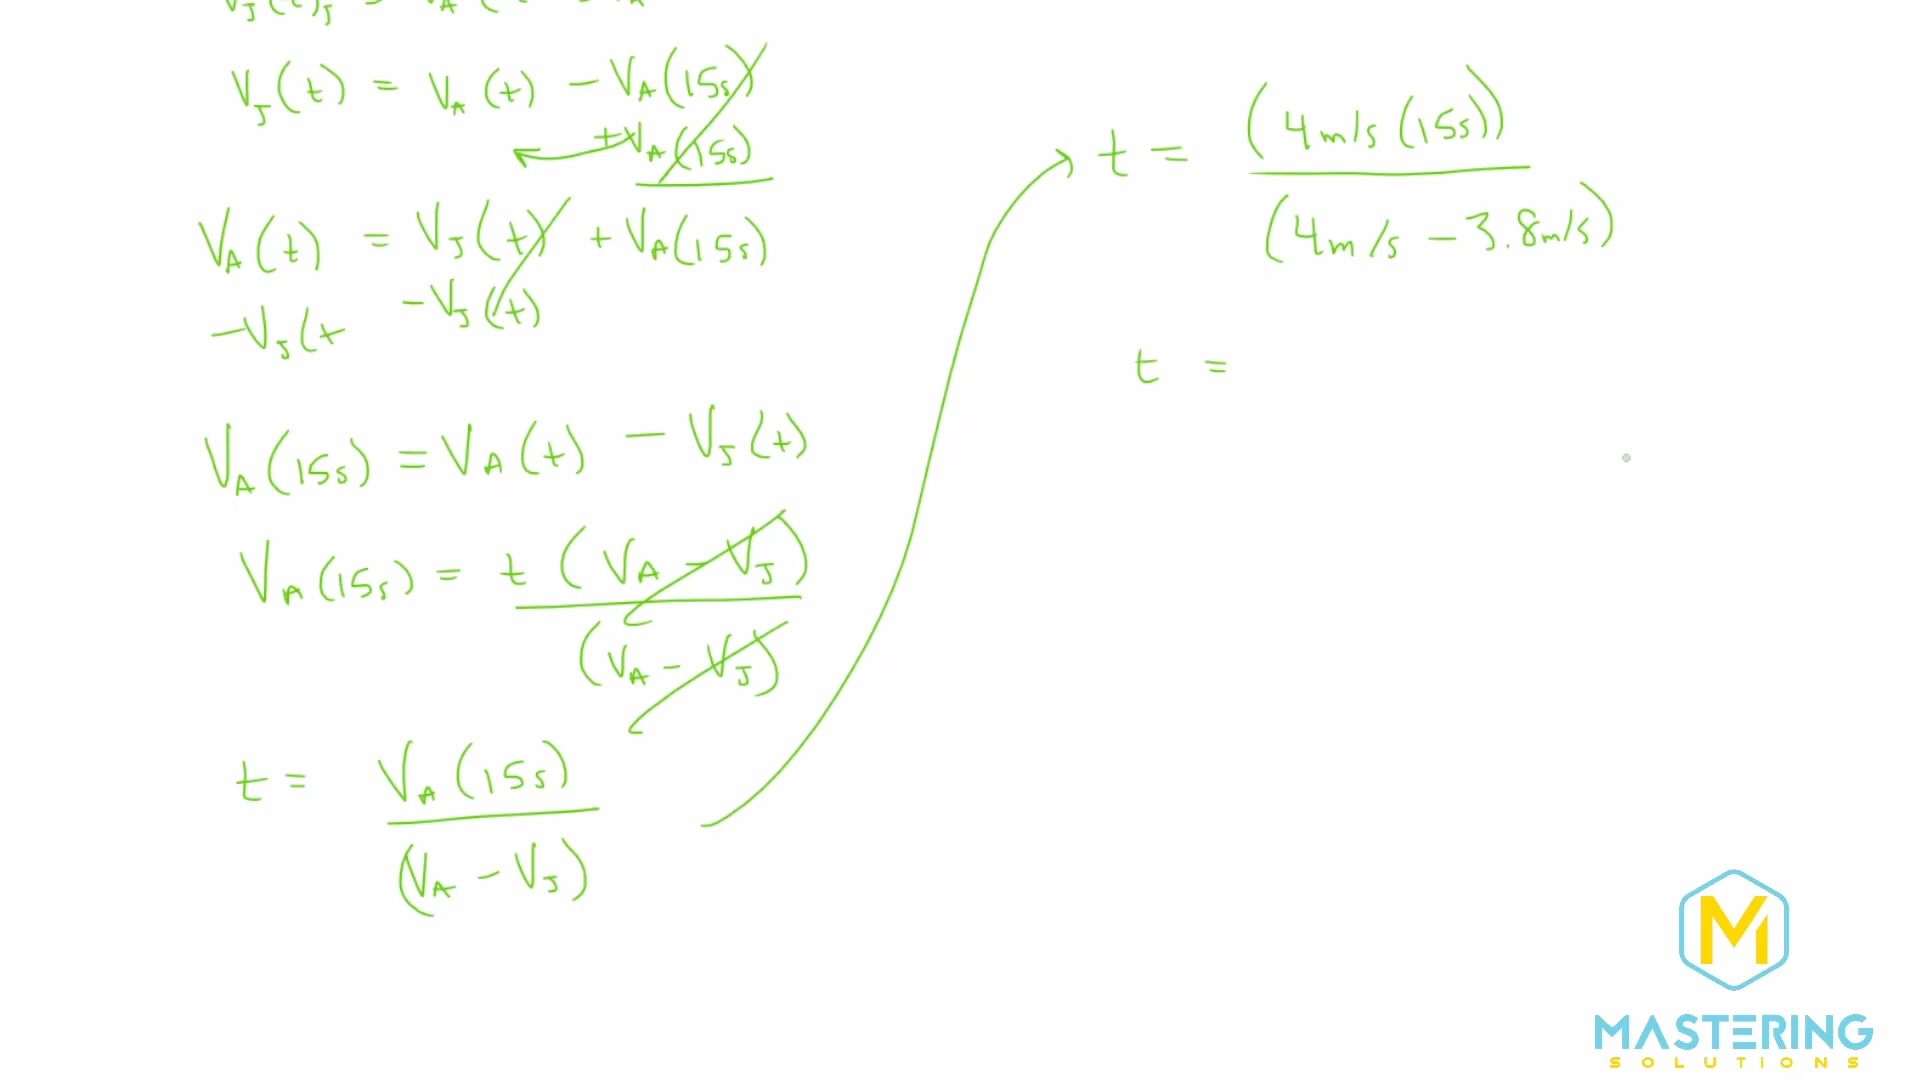 V_J(t) = V_A(t) - V_A(15s)
+V_A(15s)
V_A(t) = V_J(t) + V_A(15s)
-V_J(t -V_J(t)
V_A(15s) = V_A(t) - V_J(t)
V_A(15s) = t(V_A - V_J)
(V_A - V_J)
t = V_A(15s)
(V_A - V_J)
t = (4m/s(15s))
(4m/s - 3.8m/s)
t =
M
MASTERING
SOLUTIONS